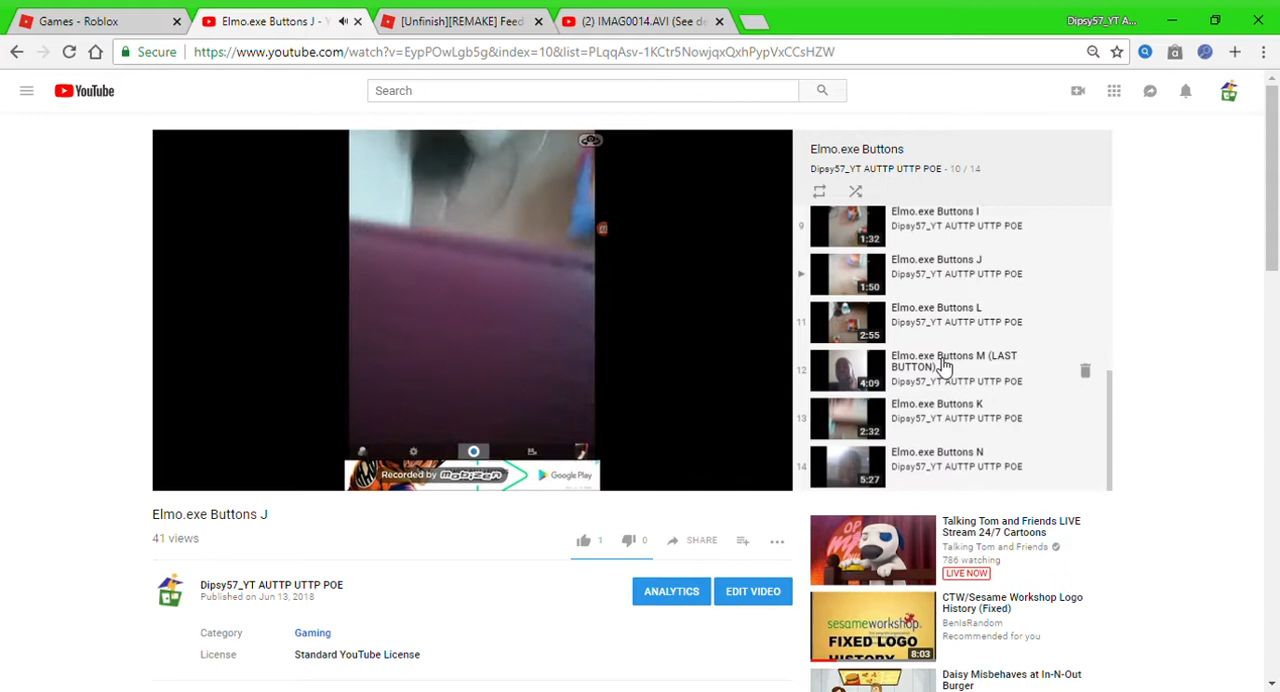 Games - Roblox
Elmo.exe Buttons J - Y
[Unfinish][REMAKE] Feed
(2) IMAG0014.AVI (See de
Dipsy57_YT A...
Secure
https://www.youtube.com/watch?v=EypPOwLgb5g&index=10&list=PLqqAsv-1KCtr5NowjqxQxhPypVxCCsHZW
YouTube
Search
Elmo.exe Buttons
Dipsy57_YT AUTTP UTTP POE - 10 / 14
9
Elmo.exe Buttons I
Dipsy57_YT AUTTP UTTP POE
1:32
Elmo.exe Buttons J
Dipsy57_YT AUTTP UTTP POE
1:50
11
Elmo.exe Buttons L
Dipsy57_YT AUTTP UTTP POE
2:55
12
Elmo.exe Buttons M (LAST
BUTTON)
Dipsy57_YT AUTTP UTTP POE
4:09
13
Elmo.exe Buttons K
Dipsy57_YT AUTTP UTTP POE
2:32
14
Elmo.exe Buttons N
Dipsy57_YT AUTTP UTTP POE
5:27
Recorded by mobizen
Google Play
Elmo.exe Buttons J
41 views
1
0
SHARE
Dipsy57_YT AUTTP UTTP POE
Published on Jun 13, 2018
ANALYTICS
EDIT VIDEO
Category
Gaming
License
Standard YouTube License
Talking Tom and Friends LIVE
Stream 24/7 Cartoons
Talking Tom and Friends
786 watching
LIVE NOW
CTW/Sesame Workshop Logo
History (Fixed)
BenIsRandom
Recommended for you
sesameworkshop
FIXED LOGO
HISTORY
8:03
Daisy Misbehaves at In-N-Out
Burger